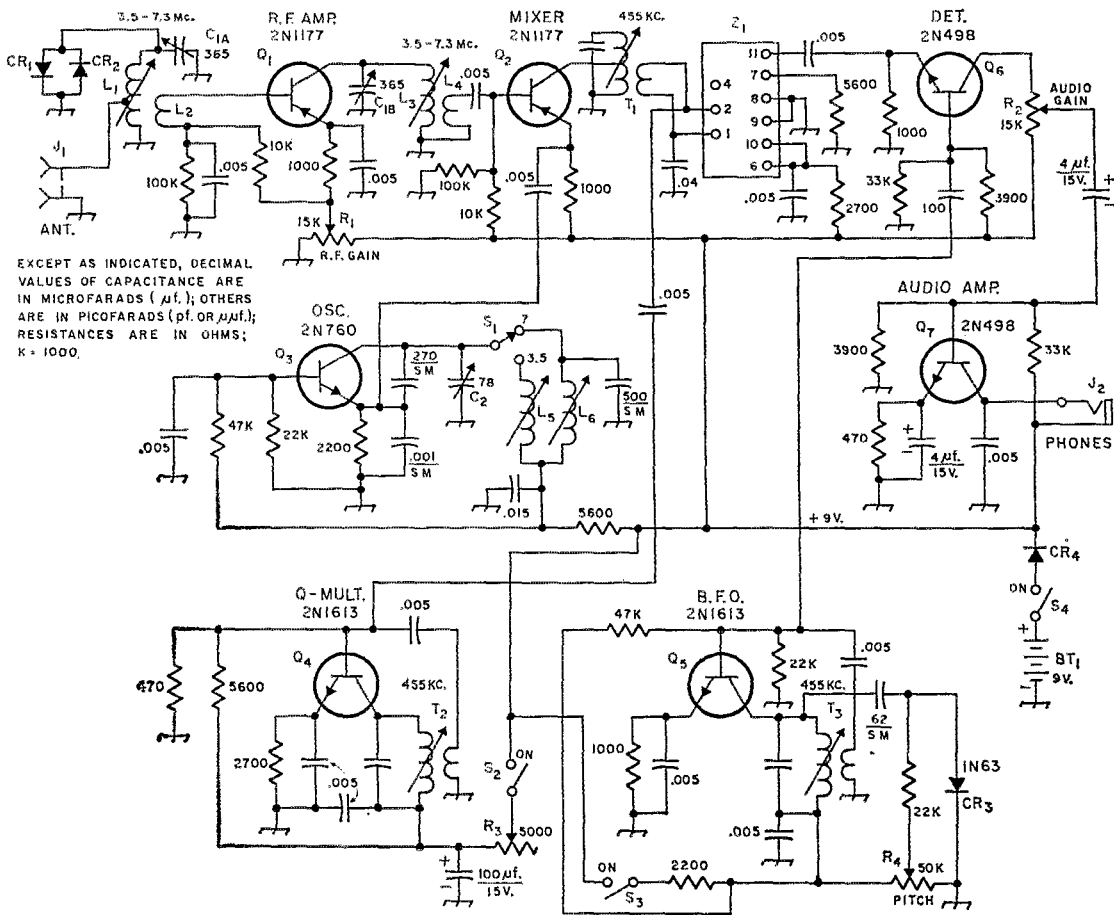 3.5-7.3 Mc.
C1A
365
CR1
CR2
L1
L2
J1
ANT.
100K
.005
10K
R.F. AMP.
2N1177
Q1
1000
.005
15K
R1
R.F. GAIN
3.5-7.3 Mc.
365
C1B
L3
L4
.005
100K
10K
MIXER
2N1177
Q2
.005
1000
455 KC.
T1
.04
Z1
4
2
1
11
7
8
9
10
6
.005
5600
.005
2700
1000
DET.
2N498
Q6
33K
100
3900
R2
15K
AUDIO
GAIN
4 μf.
15V.
+
-
EXCEPT AS INDICATED, DECIMAL
VALUES OF CAPACITANCE ARE
IN MICROFARADS ( μf.); OTHERS
ARE IN PICOFARADS (pf. OR μμf.);
RESISTANCES ARE IN OHMS;
K = 1000.
OSC.
2N760
Q3
.005
47K
22K
2200
270
SM
.001
SM
78
C2
S1
7
3.5
L5
L6
500
SM
.015
5600
.005
+ 9V.
AUDIO AMP.
2N498
Q7
3900
33K
470
+
-
4 μf.
15V.
.005
J2
PHONES
CR4
ON
S4
+
BT1
9V.
-
Q-MULT.
2N1613
Q4
.005
470
5600
2700
.005
455KC.
T2
ON
S2
R3
5000
+
-
100 μf.
15V.
B.F.O.
2N1613
Q5
47K
22K
.005
1000
.005
455KC.
T3
62
SM
.005
22K
1N63
CR3
ON
S3
2200
R4
50K
PITCH